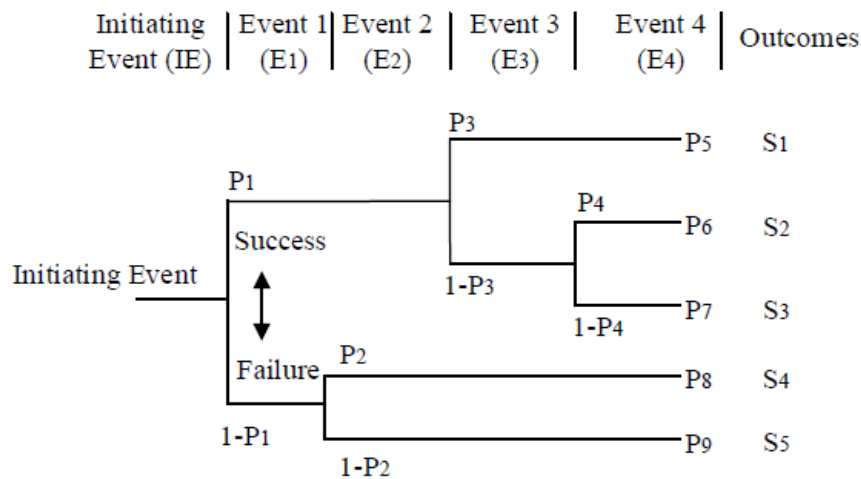 Initiating Event (IE)
Event 1 (E1)
Event 2 (E2)
Event 3 (E3)
Event 4 (E4)
Outcomes
P3
P5 S1
P1
P4
P6 S2
Success
Initiating Event
1-P3
P7 S3
1-P4
P2
Failure
P8 S4
1-P1
P9 S5
1-P2